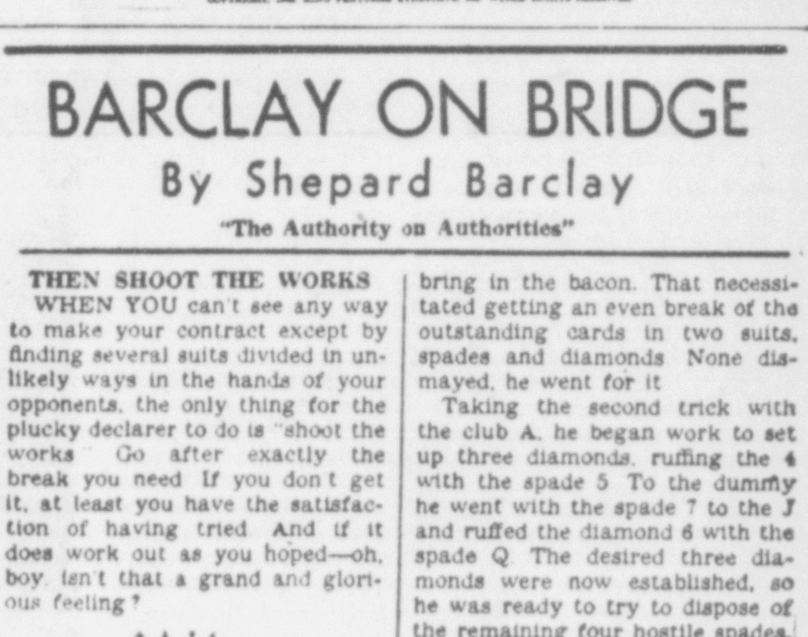 BARCLAY ON BRIDGE
By Shepard Barclay
"The Authority on Authorities"
THEN SHOOT THE WORKS
WHEN YOU can't see any way
to make your contract except by
finding several suits divided in un-
likely ways in the hands of your
opponents, the only thing for the
plucky declarer to do is "shoot the
works" Go after exactly the
break you need If you don't get
it, at least you have the satisfac-
tion of having tried And if it
does work out as you hoped—oh,
boy, isn't that a grand and glori-
ous feeling?
bring in the bacon. That necessi-
tated getting an even break of the
outstanding cards in two suits,
spades and diamonds None dis-
mayed, he went for it
Taking the second trick with
the club A, he began work to set
up three diamonds, ruffing the 4
with the spade 5 To the dummy
he went with the spade 7 to the J
and ruffed the diamond 6 with the
spade Q The desired three dia-
monds were now established, so
he was ready to try to dispose of
the remaining four hostile spades.